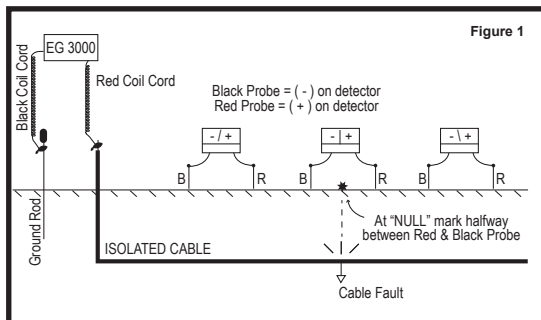 Figure 1
EG 3000
Black Coil Cord
Red Coil Cord
Black Probe = ( - ) on detector
Red Probe = ( + ) on detector
- / +
- | +
- \ +
B
R
B
R
B
R
Ground Rod
At “NULL” mark halfway
between Red & Black Probe
ISOLATED CABLE
Cable Fault